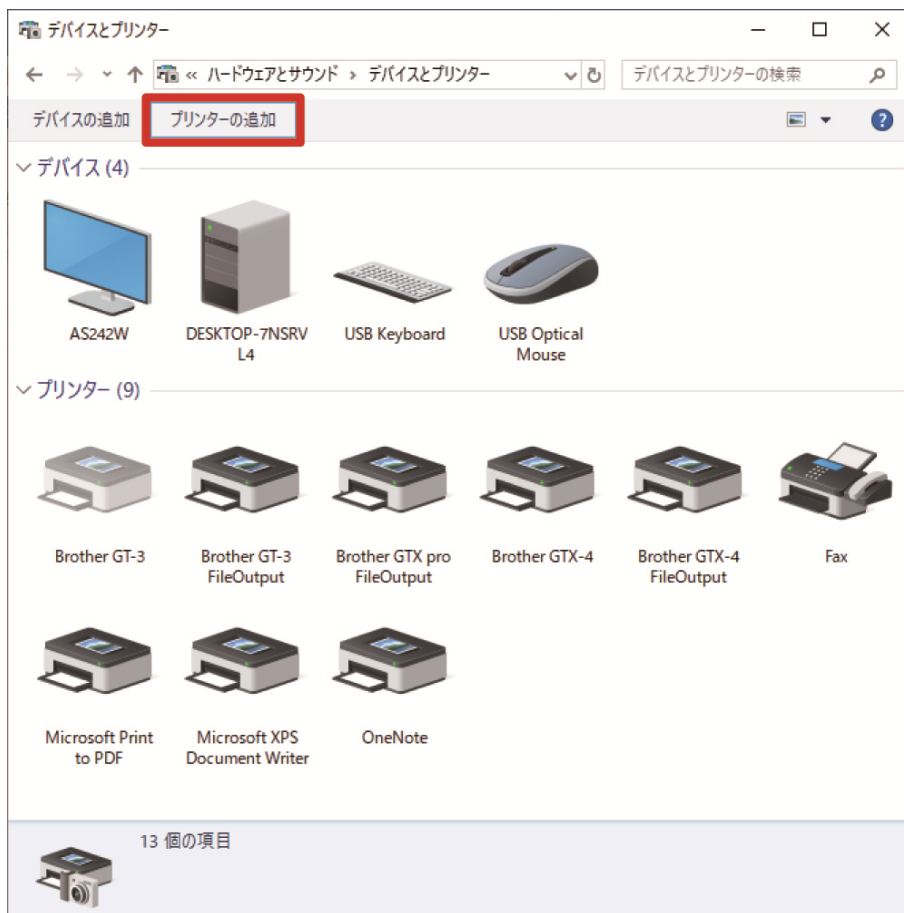 デバイスとプリンター
« ハードウェアとサウンド › デバイスとプリンター
デバイスとプリンターの検索
デバイスの追加 プリンターの追加
デバイス (4)
AS242W
DESKTOP-7NSRV
L4
USB Keyboard
USB Optical
Mouse
プリンター (9)
Brother GT-3
Brother GT-3
FileOutput
Brother GTX pro
FileOutput
Brother GTX-4
Brother GTX-4
FileOutput
Fax
Microsoft Print
to PDF
Microsoft XPS
Document Writer
OneNote
13 個の項目